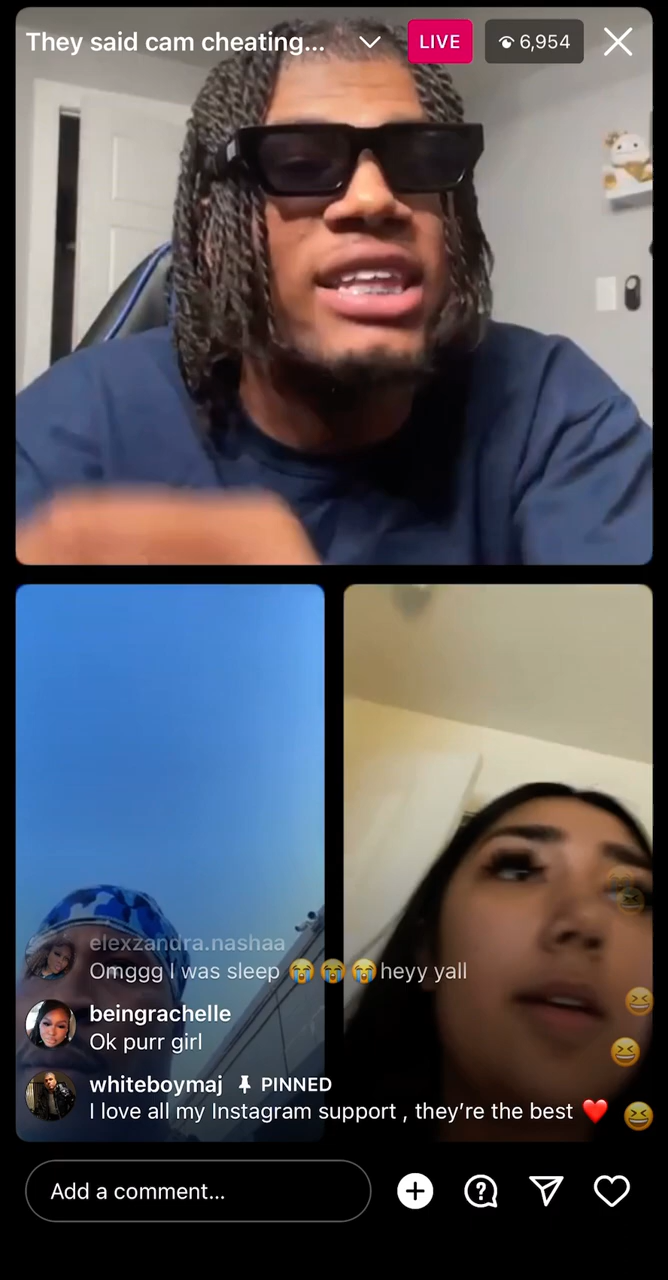 They said cam cheating...
LIVE
6,954
elexzandra.nashaa
Omggg I was sleep 😭😭😭heyy yall
beingrachelle
Ok purr girl
whiteboymaj PINNED
I love all my Instagram support , they’re the best ❤️
Add a comment...